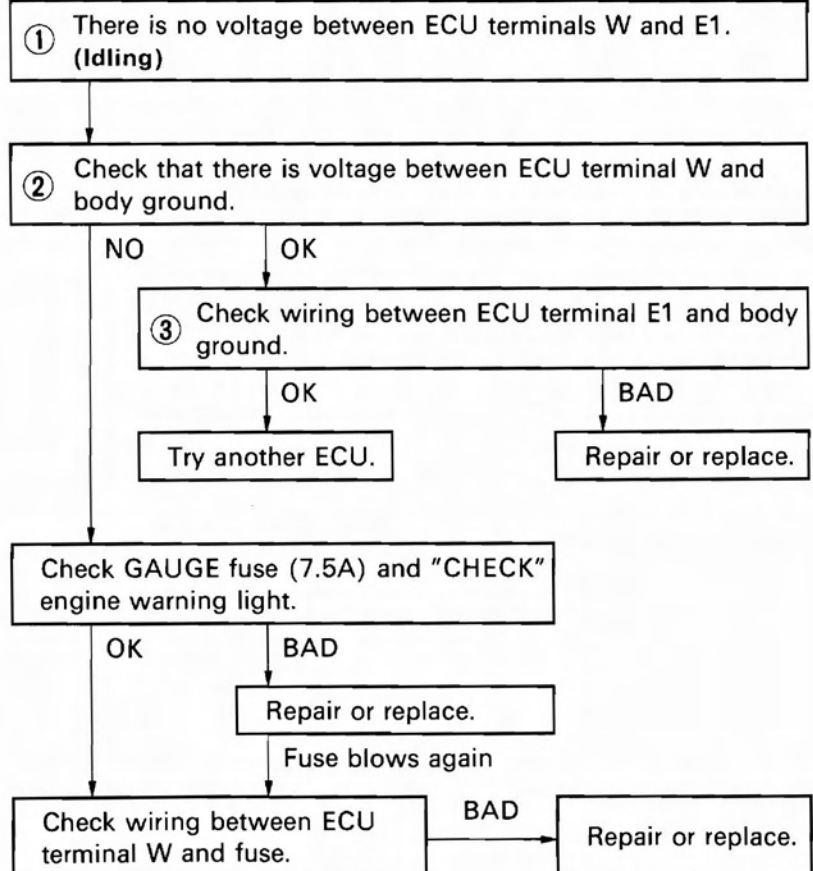 ① There is no voltage between ECU terminals W and E1.
(Idling)
② Check that there is voltage between ECU terminal W and
body ground.
NO
OK
③ Check wiring between ECU terminal E1 and body
ground.
OK
BAD
Try another ECU.
Repair or replace.
Check GAUGE fuse (7.5A) and "CHECK"
engine warning light.
OK
BAD
Repair or replace.
Fuse blows again
Check wiring between ECU
terminal W and fuse.
BAD
Repair or replace.